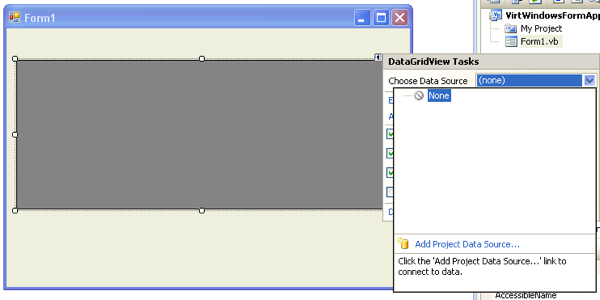 Form1
VirtWindowsFormApp
My Project
Form1.vb
DataGridView Tasks
Choose Data Source
(none)
None
E
A
D
Add Project Data Source...
Click the 'Add Project Data Source...' link to
connect to data.
AccessibleName